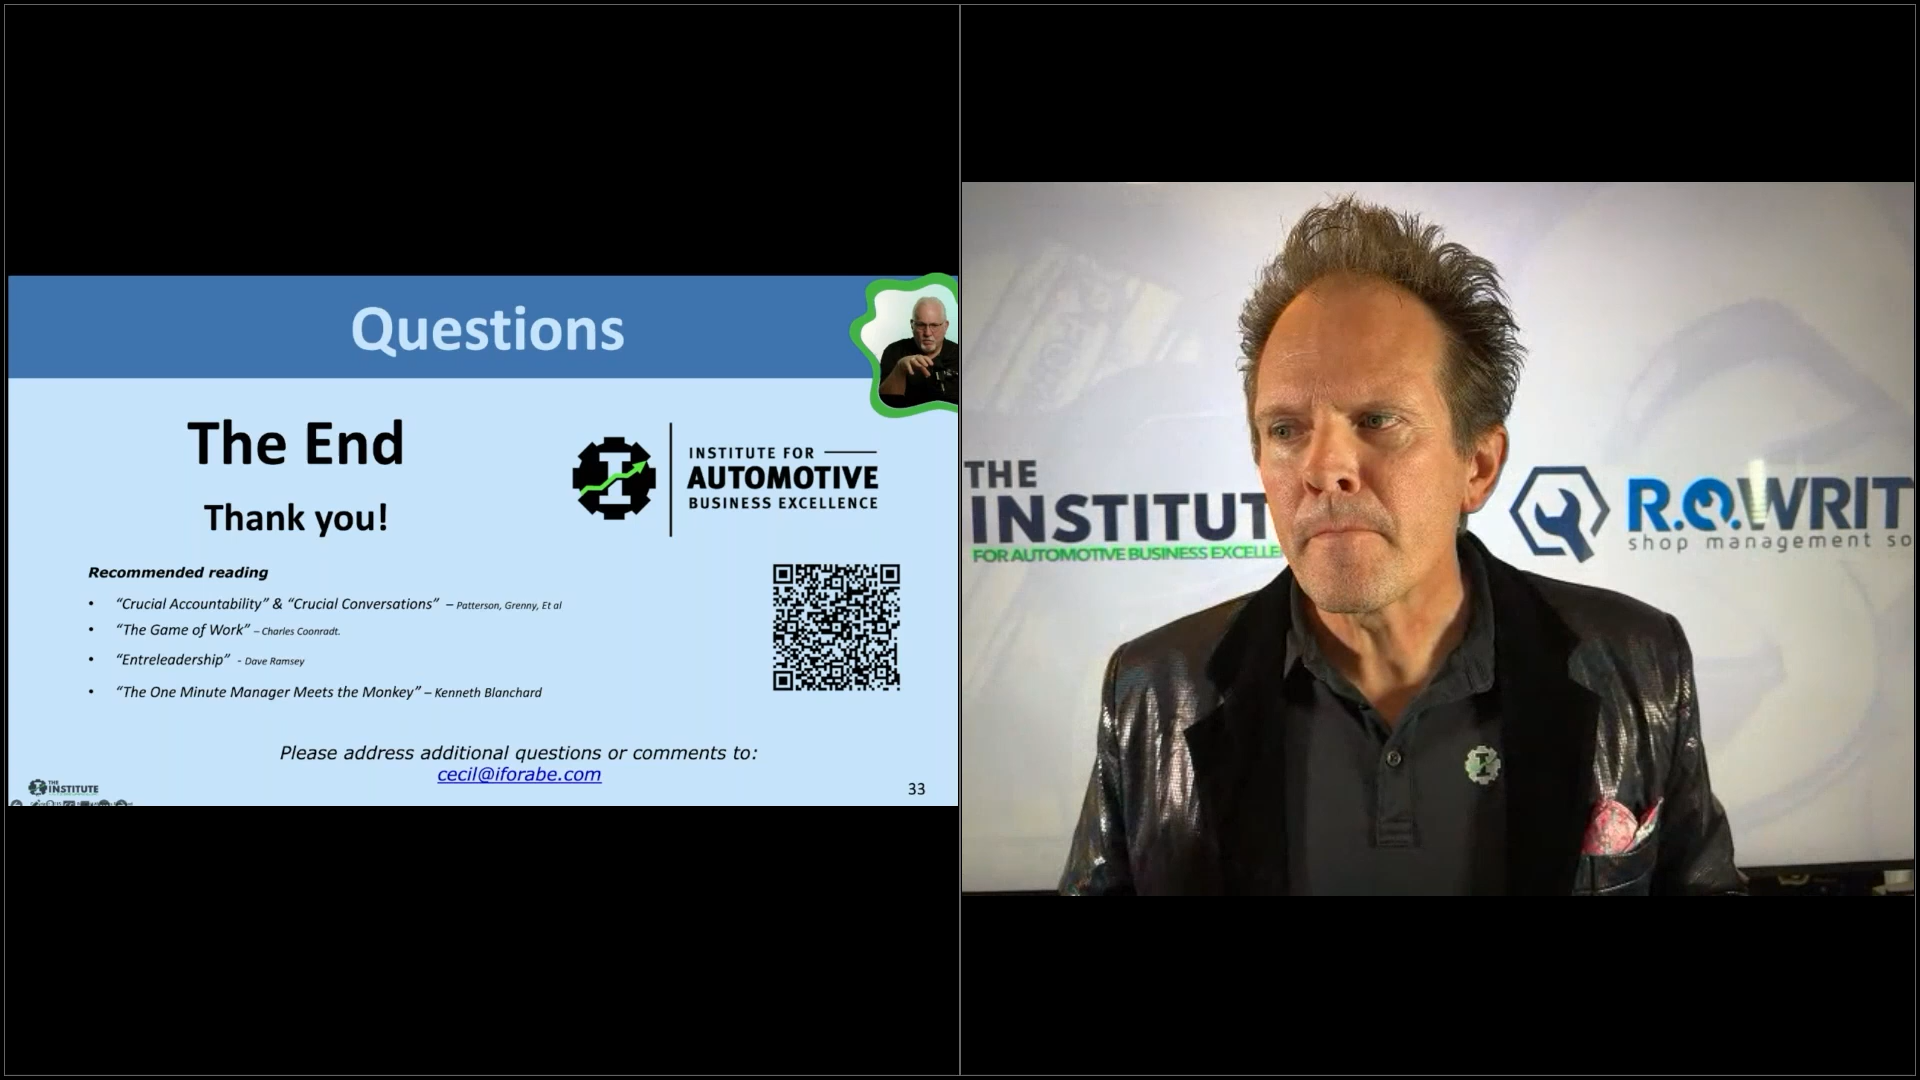 Questions
The End
Thank you!
INSTITUTE FOR
AUTOMOTIVE
BUSINESS EXCELLENCE
Recommended reading
• “Crucial Accountability” & “Crucial Conversations” – Patterson, Grenny, Et al
• “The Game of Work” – Charles Coonradt.
• “Entreleadership” - Dave Ramsey
• “The One Minute Manager Meets the Monkey” – Kenneth Blanchard
Please address additional questions or comments to:
cecil@iforabe.com
THE
INSTITUTE
33
THE
INSTITUT
FOR AUTOMOTIVE BUSINESS EXCELLE
R.O.WRIT
shop management so